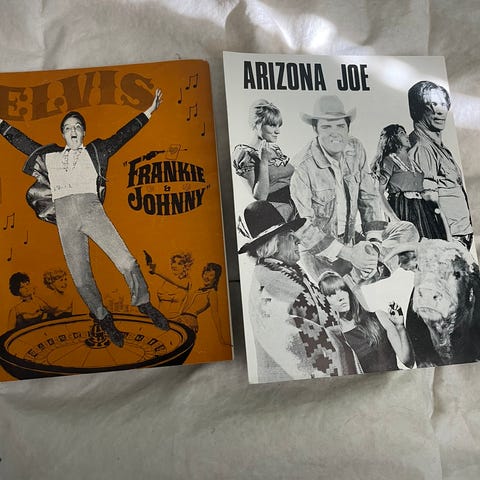 ELVIS
"FRANKIE
&
JOHNNY"
ARIZONA JOE